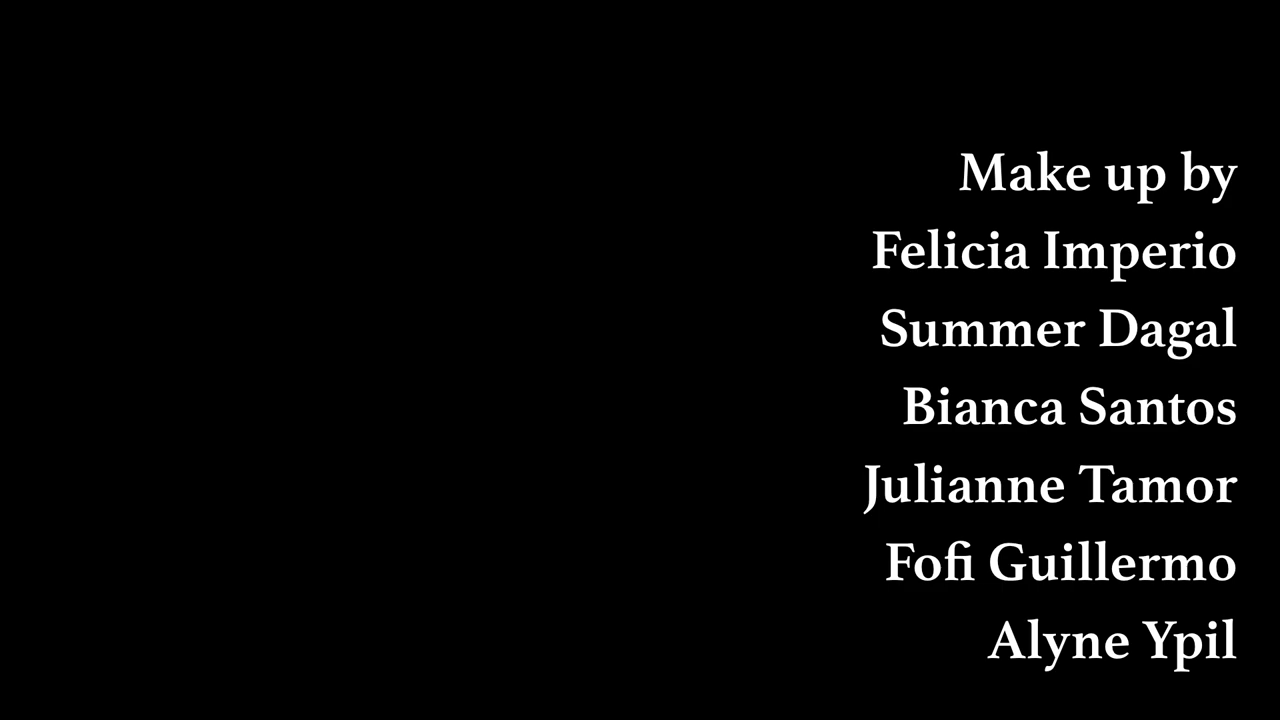 Make up by
Felicia Imperio
Summer Dagal
Bianca Santos
Julianne Tamor
Fofi Guillermo
Alyne Ypil